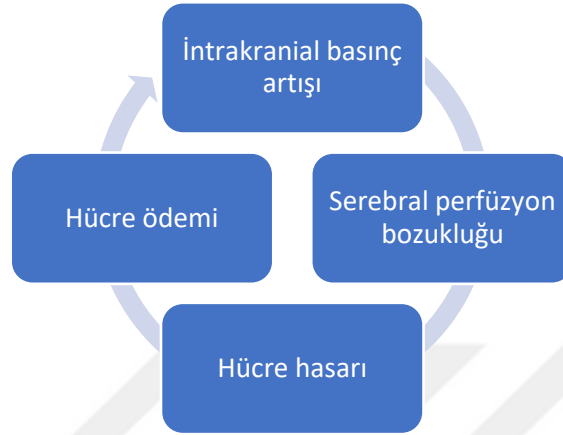 İntrakranial basınç
artışı
Serebral perfüzyon
bozukluğu
Hücre hasarı
Hücre ödemi